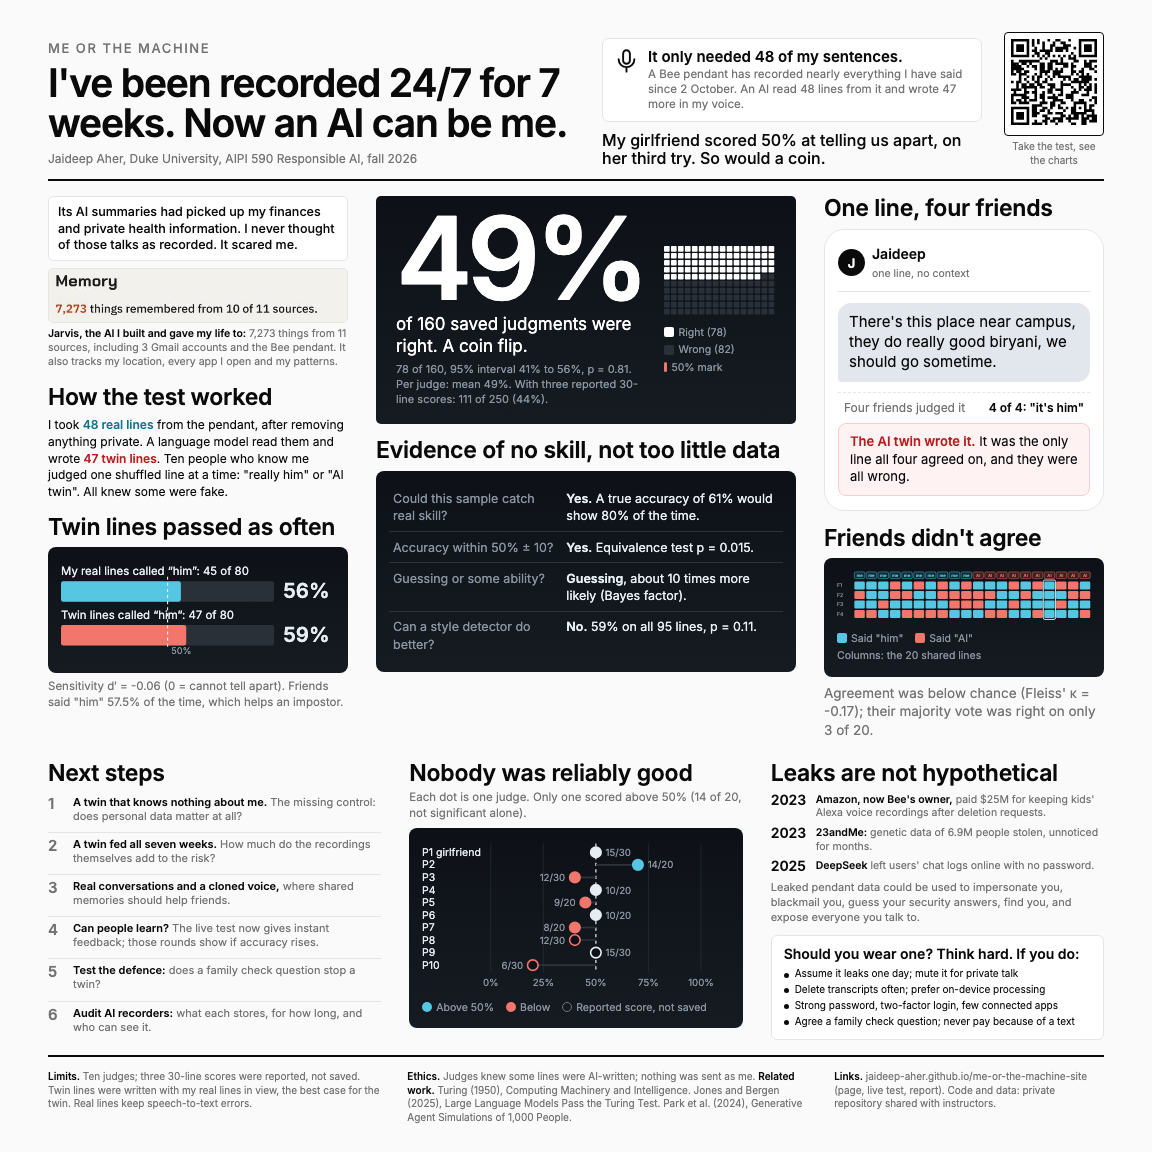 ME OR THE MACHINE
I've been recorded 24/7 for 7
weeks. Now an AI can be me.
Jaideep Aher, Duke University, AIPI 590 Responsible AI, fall 2026
It only needed 48 of my sentences.
A Bee pendant has recorded nearly everything I have said
since 2 October. An AI read 48 lines from it and wrote 47
more in my voice.
My girlfriend scored 50% at telling us apart, on
her third try. So would a coin.
Take the test, see
the charts
Its AI summaries had picked up my finances
and private health information. I never thought
of those talks as recorded. It scared me.
Memory
7,273 things remembered from 10 of 11 sources.
Jarvis, the AI I built and gave my life to: 7,273 things from 11
sources, including 3 Gmail accounts and the Bee pendant. It
also tracks my location, every app I open and my patterns.
How the test worked
I took 48 real lines from the pendant, after removing
anything private. A language model read them and
wrote 47 twin lines. Ten people who know me
judged one shuffled line at a time: "really him" or "AI
twin". All knew some were fake.
Twin lines passed as often
My real lines called “him”: 45 of 80
56%
Twin lines called “him”: 47 of 80
59%
50%
Sensitivity d′ = -0.06 (0 = cannot tell apart). Friends
said "him" 57.5% of the time, which helps an impostor.
49%
of 160 saved judgments were
right. A coin flip.
78 of 160, 95% interval 41% to 56%, p = 0.81.
Per judge: mean 49%. With three reported 30-
line scores: 111 of 250 (44%).
Right (78)
Wrong (82)
50% mark
Evidence of no skill, not too little data
Could this sample catch
real skill?
Yes. A true accuracy of 61% would
show 80% of the time.
Accuracy within 50% ± 10?
Yes. Equivalence test p = 0.015.
Guessing or some ability?
Guessing, about 10 times more
likely (Bayes factor).
Can a style detector do
better?
No. 59% on all 95 lines, p = 0.11.
One line, four friends
J
Jaideep
one line, no context
There's this place near campus,
they do really good biryani, we
should go sometime.
Four friends judged it
4 of 4: "it's him"
The AI twin wrote it. It was the only
line all four agreed on, and they were
all wrong.
Friends didn't agree
me me me me me me me me me me AI AI AI AI AI AI AI AI AI AI
F1
F2
F3
F4
Said "him"
Said "AI"
Columns: the 20 shared lines
Agreement was below chance (Fleiss' κ =
-0.17); their majority vote was right on only
3 of 20.
Next steps
1 A twin that knows nothing about me. The missing control:
does personal data matter at all?
2 A twin fed all seven weeks. How much do the recordings
themselves add to the risk?
3 Real conversations and a cloned voice, where shared
memories should help friends.
4 Can people learn? The live test now gives instant
feedback; those rounds show if accuracy rises.
5 Test the defence: does a family check question stop a
twin?
6 Audit AI recorders: what each stores, for how long, and
who can see it.
Nobody was reliably good
Each dot is one judge. Only one scored above 50% (14 of 20,
not significant alone).
P1 girlfriend 15/30
P2 14/20
P3 12/30
P4 10/20
P5 9/20
P6 10/20
P7 8/20
P8 12/30
P9 15/30
P10 6/30
0% 25% 50% 75% 100%
Above 50%
Below
Reported score, not saved
Leaks are not hypothetical
2023 Amazon, now Bee's owner, paid $25M for keeping kids'
Alexa voice recordings after deletion requests.
2023 23andMe: genetic data of 6.9M people stolen, unnoticed
for months.
2025 DeepSeek left users' chat logs online with no password.
Leaked pendant data could be used to impersonate you,
blackmail you, guess your security answers, find you, and
expose everyone you talk to.
Should you wear one? Think hard. If you do:
• Assume it leaks one day; mute it for private talk
• Delete transcripts often; prefer on-device processing
• Strong password, two-factor login, few connected apps
• Agree a family check question; never pay because of a text
Limits. Ten judges; three 30-line scores were reported, not saved.
Twin lines were written with my real lines in view, the best case for the
twin. Real lines keep speech-to-text errors.
Ethics. Judges knew some lines were AI-written; nothing was sent as me. Related
work. Turing (1950), Computing Machinery and Intelligence. Jones and Bergen
(2025), Large Language Models Pass the Turing Test. Park et al. (2024), Generative
Agent Simulations of 1,000 People.
Links. jaideep-aher.github.io/me-or-the-machine-site
(page, live test, report). Code and data: private
repository shared with instructors.